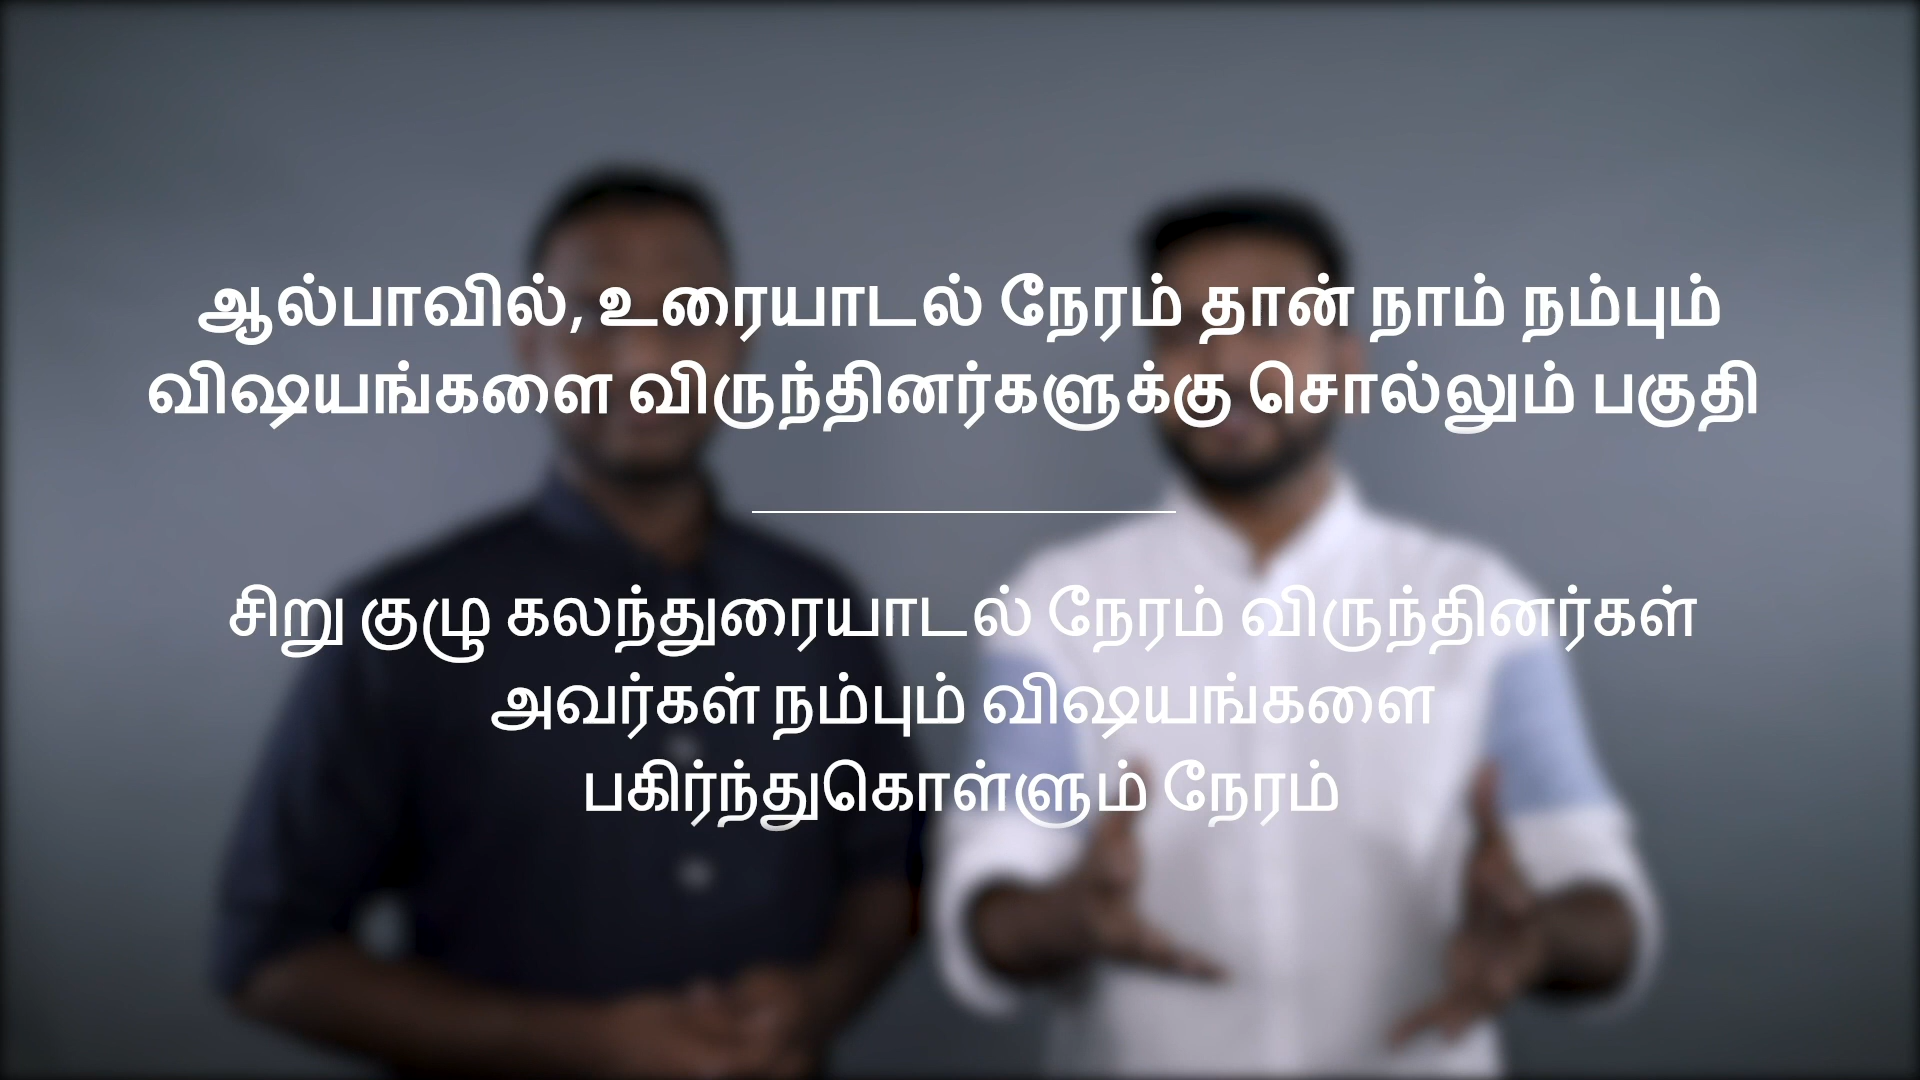 ஆல்பாவில், உரையாடல் நேரம் தான் நாம் நம்பும்
விஷயங்களை விருந்தினர்களுக்கு சொல்லும் பகுதி
சிறு குழு கலந்துரையாடல் நேரம் விருந்தினர்கள்
அவர்கள் நம்பும் விஷயங்களை
பகிர்ந்துகொள்ளும் நேரம்